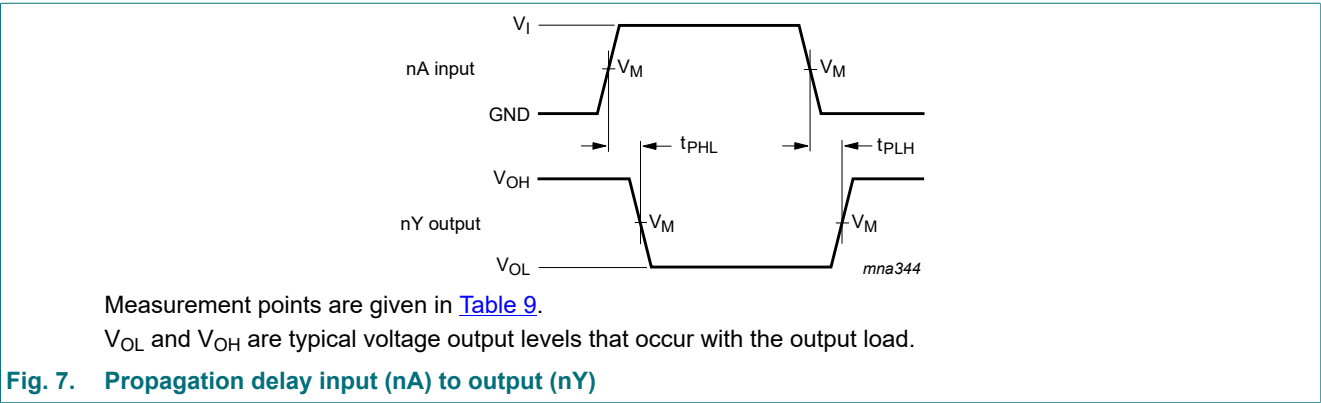 VI
nA input
VM
VM
GND
tPHL
tPLH
VOH
nY output
VM
VM
VOL
mna344
Measurement points are given in Table 9.
VOL and VOH are typical voltage output levels that occur with the output load.
Fig. 7. Propagation delay input (nA) to output (nY)